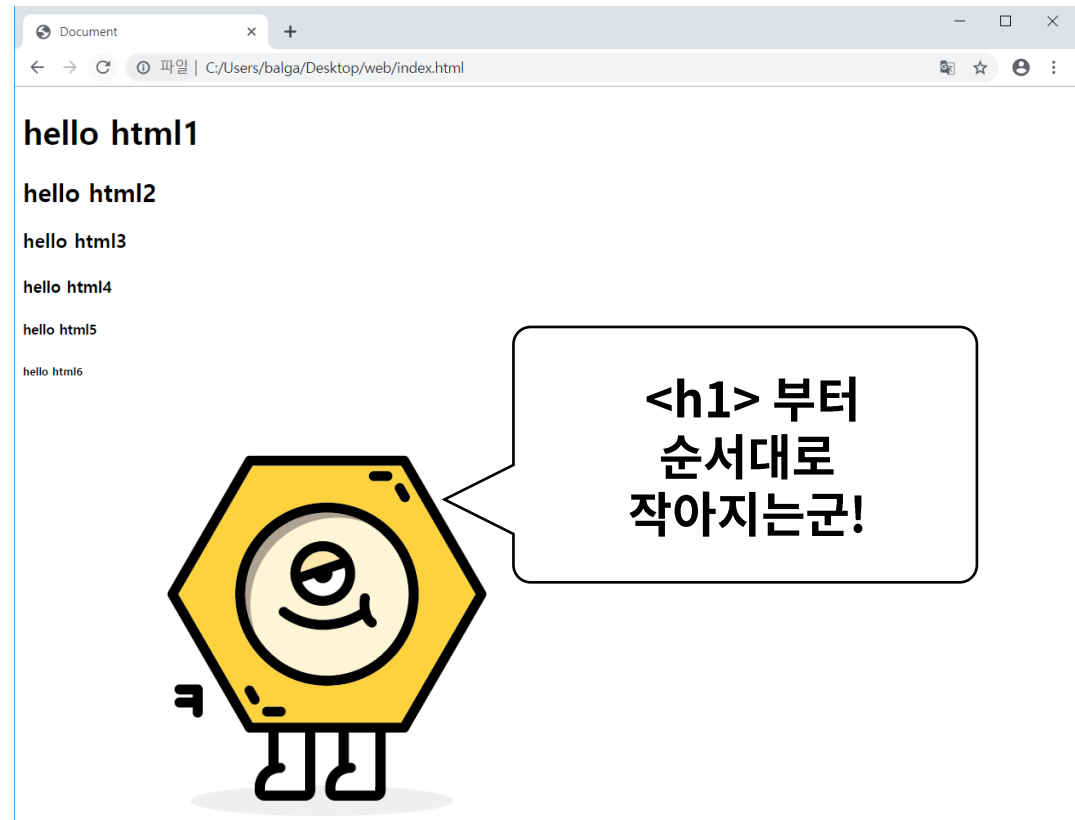 Document
파일 | C:/Users/balga/Desktop/web/index.html
hello html1
hello html2
hello html3
hello html4
hello html5
hello html6
<h1> 부터
순서대로
작아지는군!
ㅋ